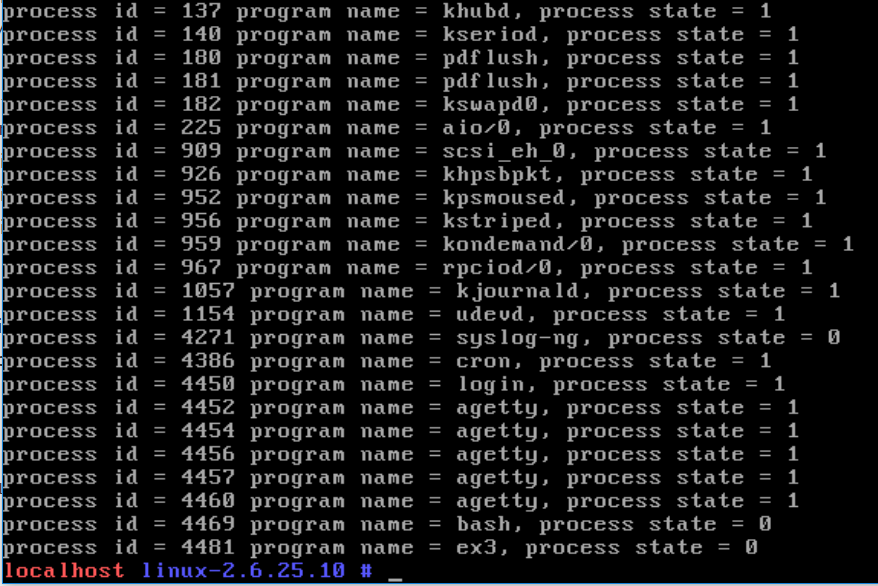 process id = 137 program name = khubd, process state = 1
process id = 140 program name = kseriod, process state = 1
process id = 180 program name = pdflush, process state = 1
process id = 181 program name = pdflush, process state = 1
process id = 182 program name = kswapd0, process state = 1
process id = 225 program name = aio/0, process state = 1
process id = 909 program name = scsi_eh_0, process state = 1
process id = 926 program name = khpsbpkt, process state = 1
process id = 952 program name = kpsmoused, process state = 1
process id = 956 program name = kstriped, process state = 1
process id = 959 program name = kondemand/0, process state = 1
process id = 967 program name = rpciod/0, process state = 1
process id = 1057 program name = kjournald, process state = 1
process id = 1154 program name = udevd, process state = 1
process id = 4271 program name = syslog-ng, process state = 0
process id = 4386 program name = cron, process state = 1
process id = 4450 program name = login, process state = 1
process id = 4452 program name = agetty, process state = 1
process id = 4454 program name = agetty, process state = 1
process id = 4456 program name = agetty, process state = 1
process id = 4457 program name = agetty, process state = 1
process id = 4460 program name = agetty, process state = 1
process id = 4469 program name = bash, process state = 0
process id = 4481 program name = ex3, process state = 0
localhost linux-2.6.25.10 # _